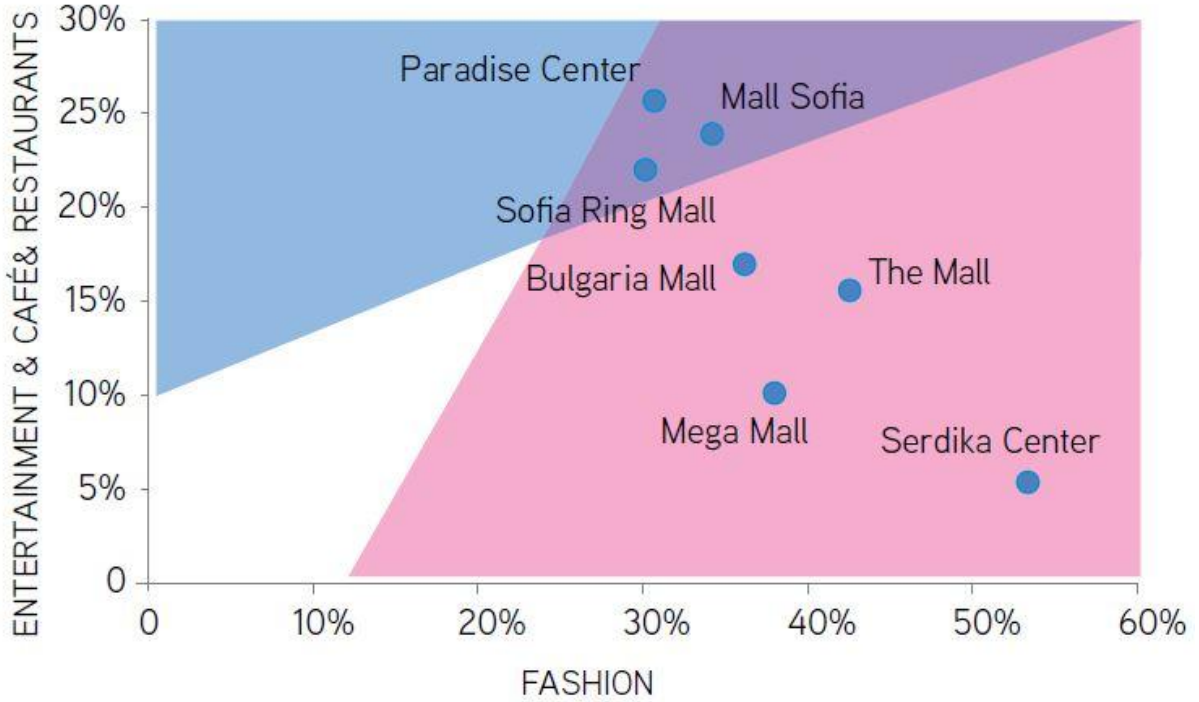 ENTERTAINMENT & CAFÉ& RESTAURANTS
30%
25%
20%
15%
10%
5%
0
Paradise Center
Mall Sofia
Sofia Ring Mall
Bulgaria Mall
The Mall
Mega Mall
Serdika Center
0 10% 20% 30% 40% 50% 60%
FASHION